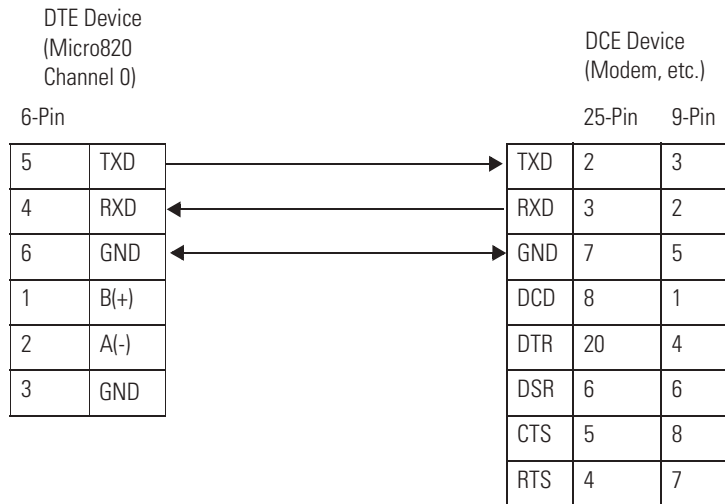 DTE Device
(Micro820
Channel 0)
DCE Device
(Modem, etc.)
6-Pin
25-Pin 9-Pin
5 TXD TXD 2 3
4 RXD RXD 3 2
6 GND GND 7 5
1 B(+) DCD 8 1
2 A(-) DTR 20 4
3 GND DSR 6 6
CTS 5 8
RTS 4 7